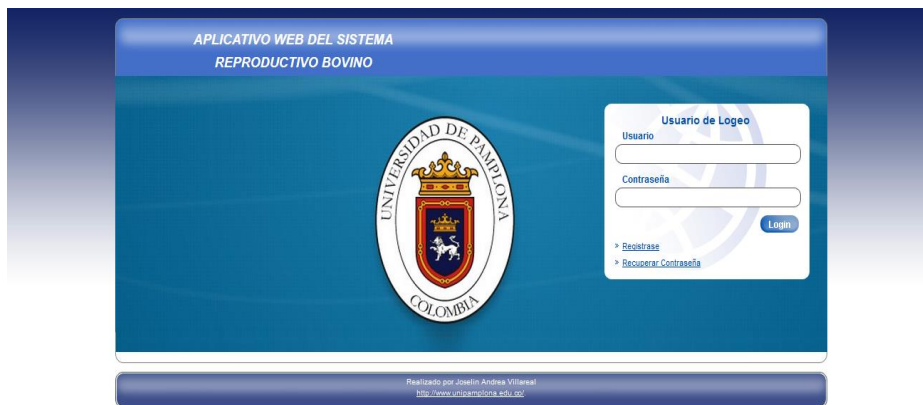 APLICATIVO WEB DEL SISTEMA
REPRODUCTIVO BOVINO
UNIVERSIDAD DE PAMPLONA
COLOMBIA
Usuario de Logeo
Usuario
Contraseña
Login
> Registrase
> Recuperar Contraseña
Realizado por Joselin Andrea Villareal
http://www.unipamplona.edu.co/